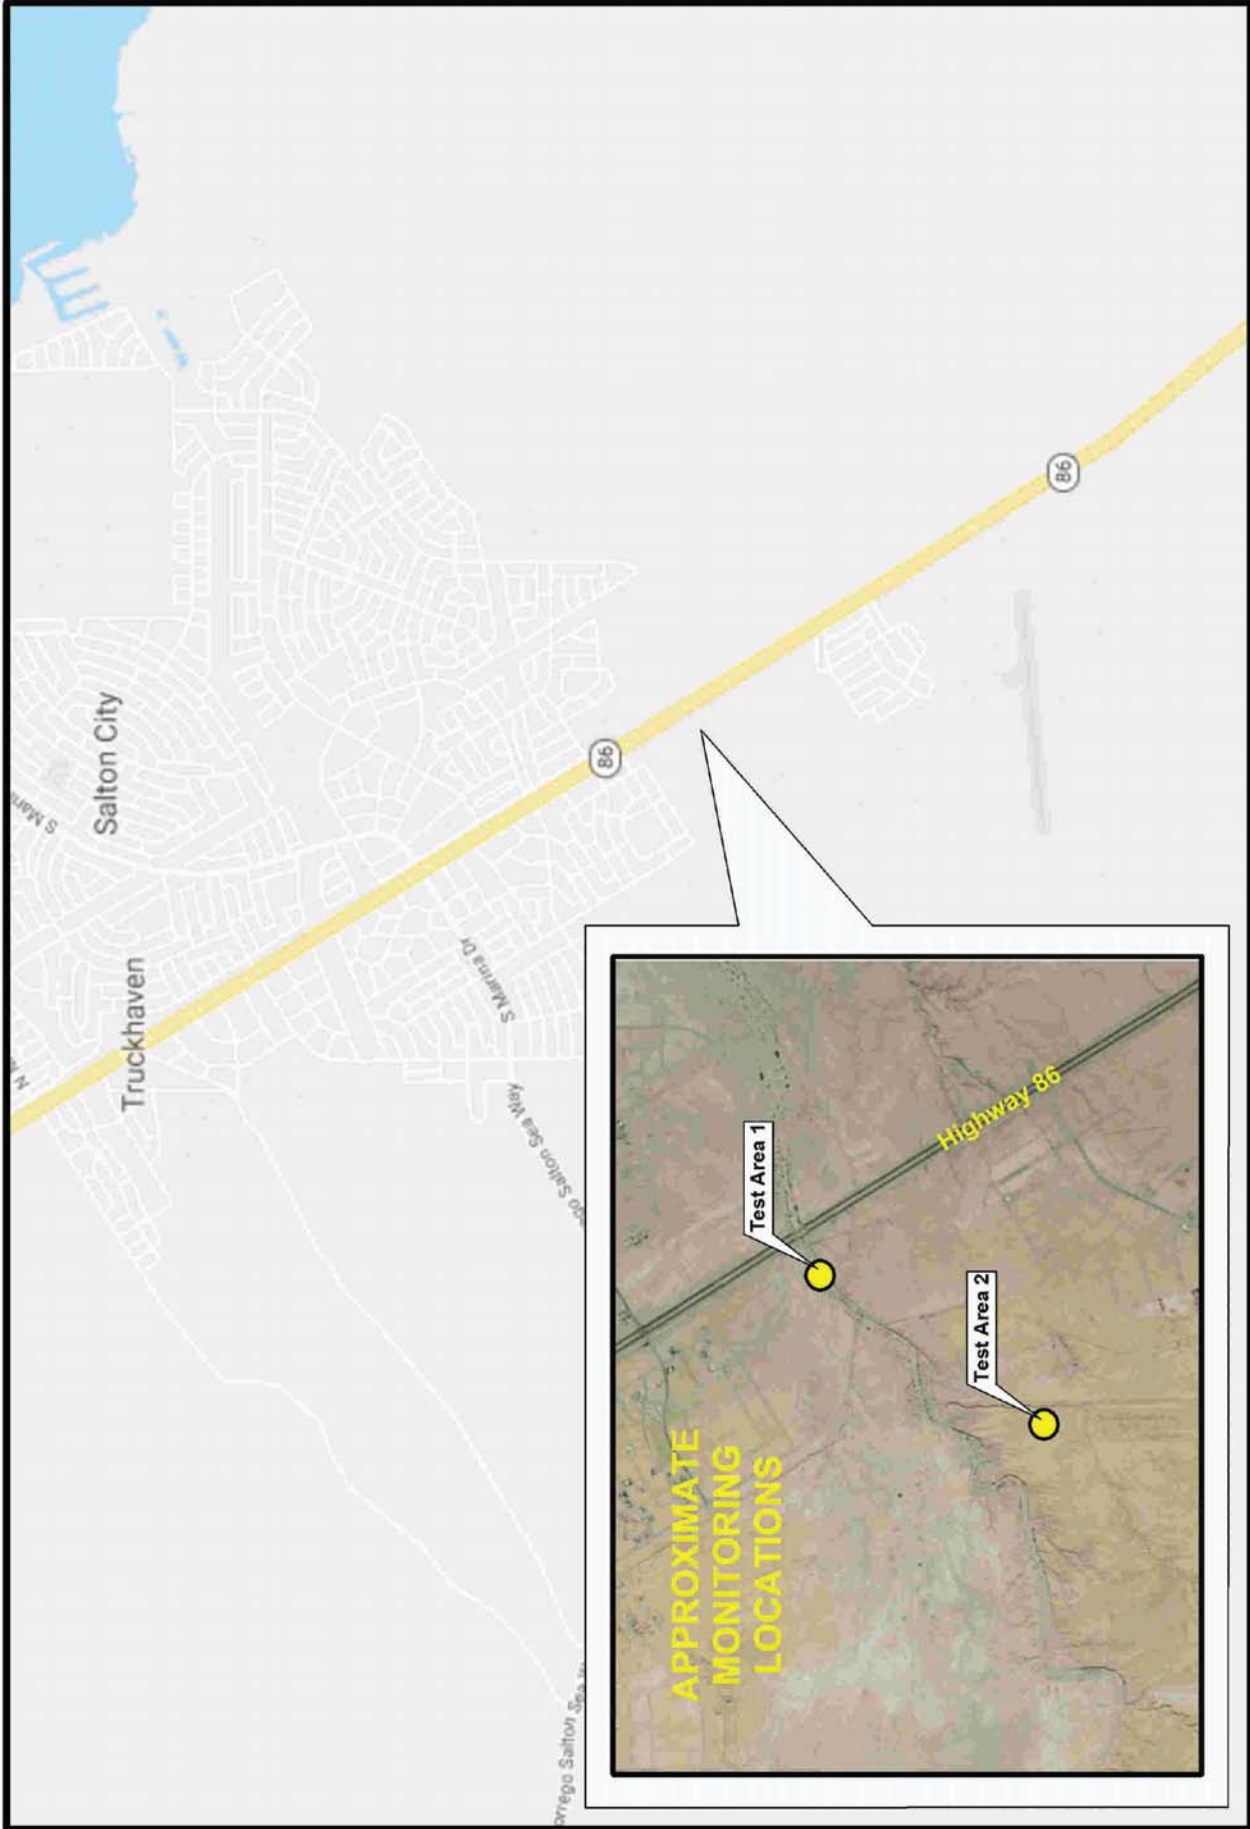 Salton City
Truckhaven
S Marina Dr
86
86
APPROXIMATE
MONITORING
LOCATIONS
Test Area 1
Test Area 2
Highway 86
Salton Sea Way
Salton
N
S